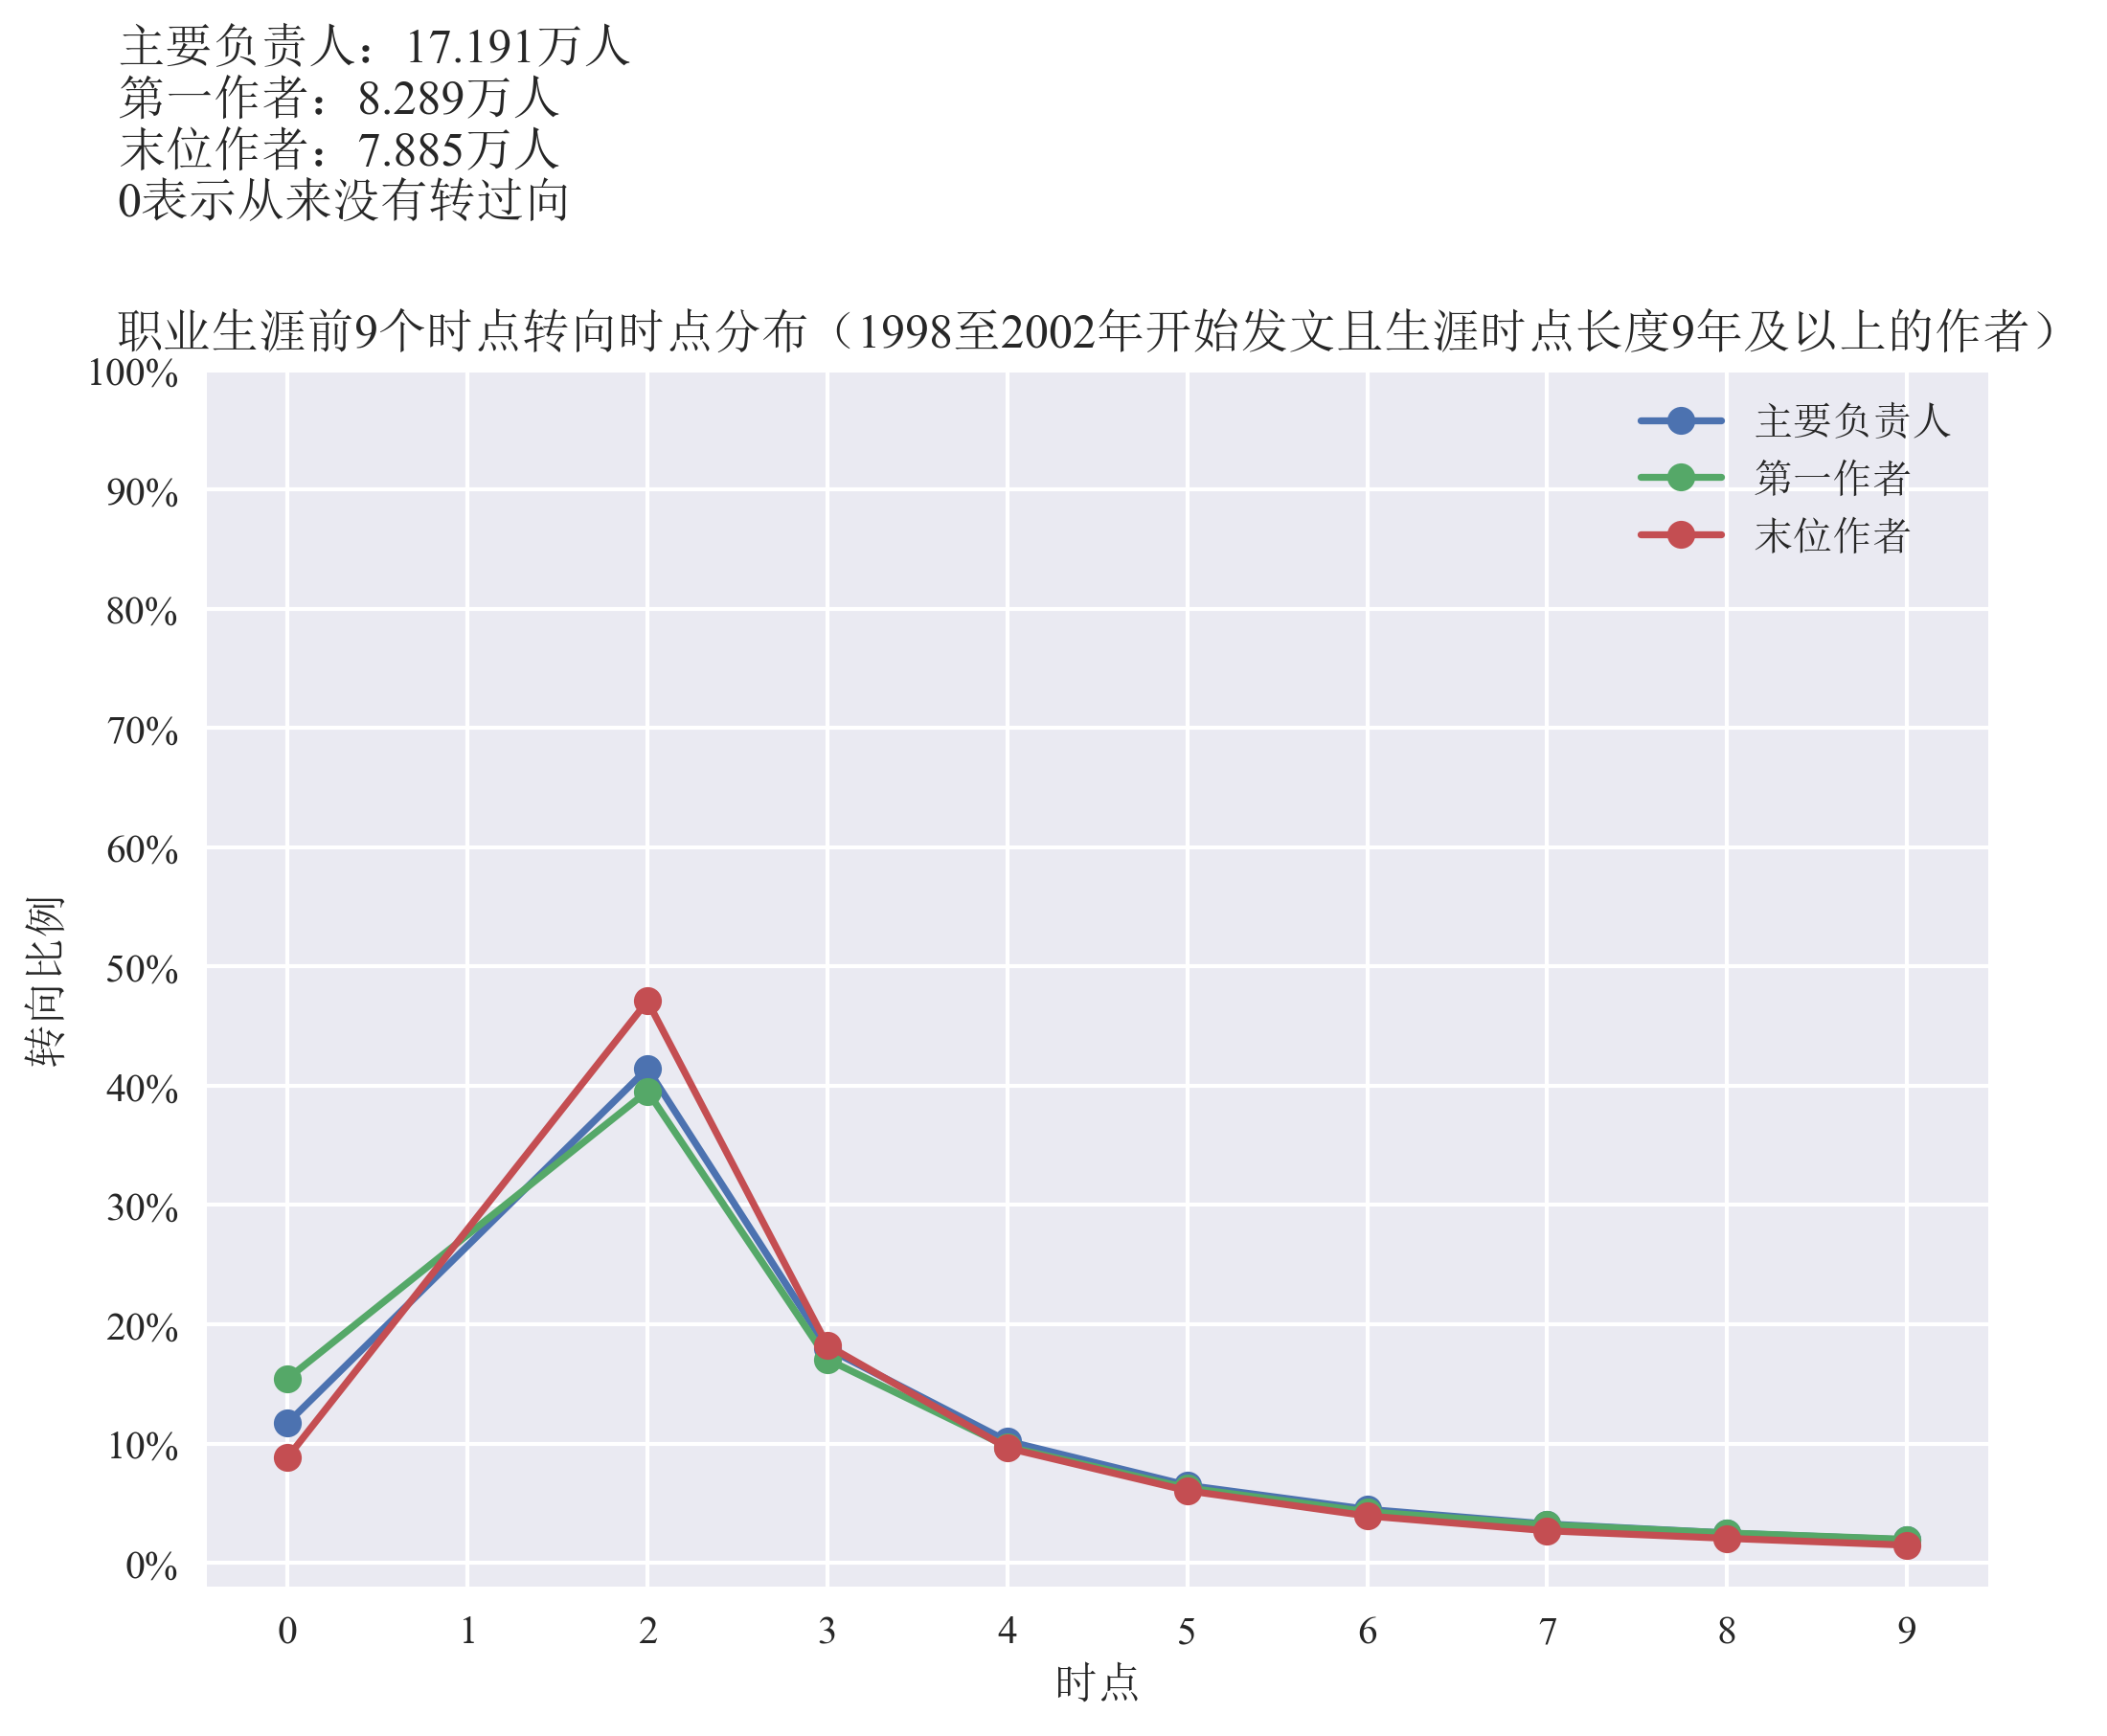 主要负责人：17.191万人
第一作者：8.289万人
末位作者：7.885万人
0表示从来没有转过向
职业生涯前9个时点转向时点分布（1998至2002年开始发文且生涯时点长度9年及以上的作者）
100%
90%
80%
70%
60%
50%
40%
30%
20%
10%
0%
转向比例
主要负责人
第一作者
末位作者
0 1 2 3 4 5 6 7 8 9
时点